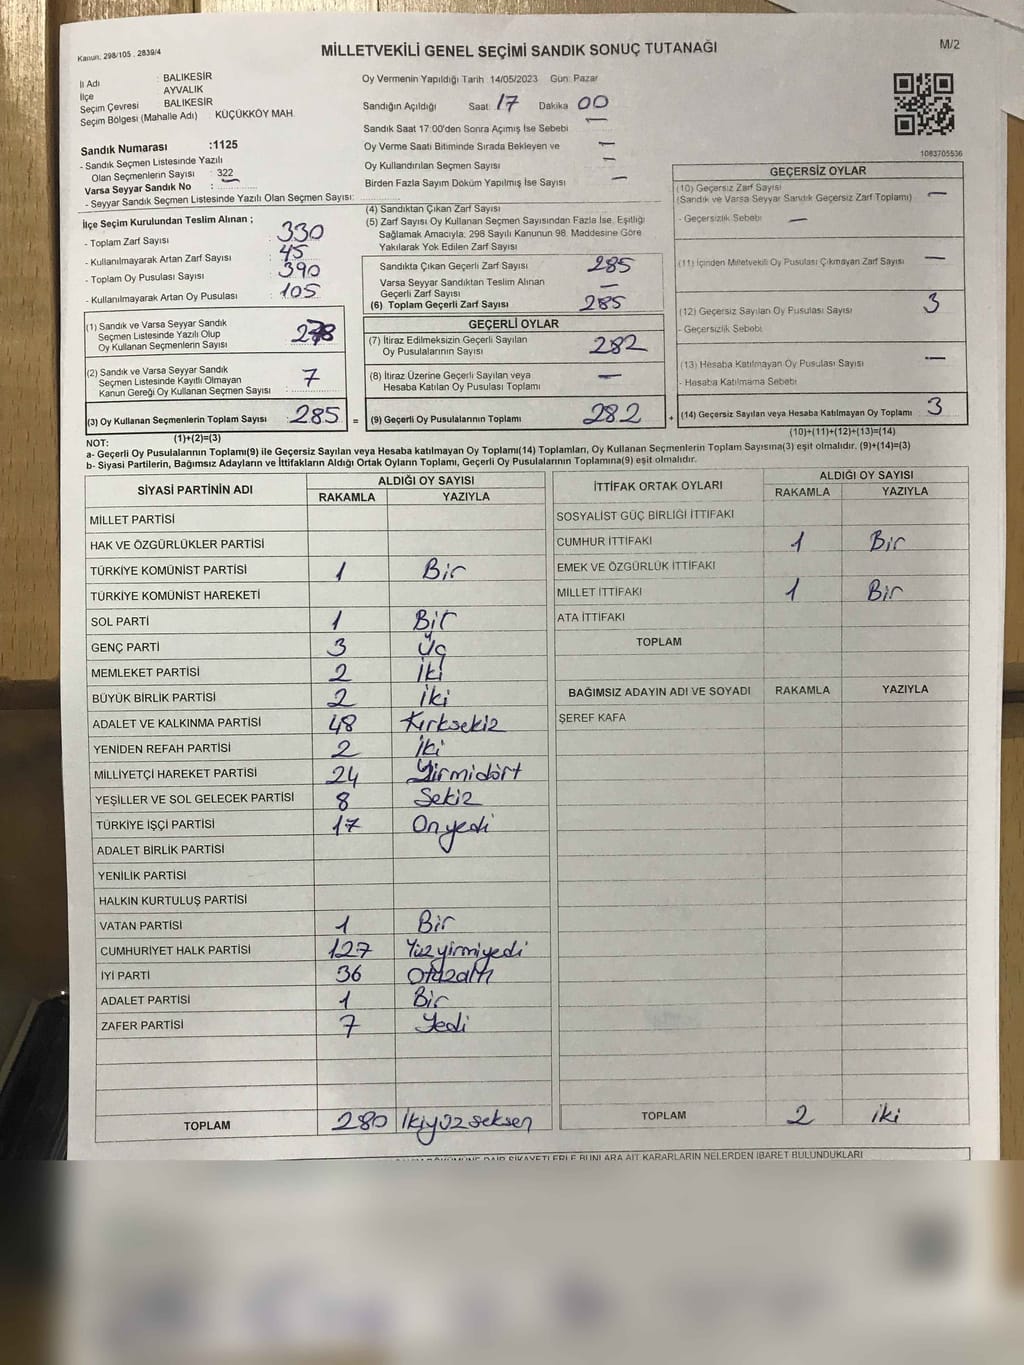 Kanun; 298/105 , 2839/4
MİLLETVEKİLİ GENEL SEÇİMİ SANDIK SONUÇ TUTANAĞI
M/2
İl Adı : BALIKESİR
İlçe AYVALIK
Seçim Çevresi BALIKESİR
Seçim Bölgesi (Mahalle Adı) : KÜÇÜKKÖY MAH.
Oy Vermenin Yapıldığı Tarih 14/05/2023 Gün: Pazar
Sandığın Açıldığı Saat: 17 Dakika 00
Sandık Saat 17:00'den Sonra Açımış İse Sebebi —
Oy Verme Saati Bitiminde Sırada Bekleyen ve —
Oy Kullandırılan Seçmen Sayısı —
Birden Fazla Sayım Döküm Yapılmış İse Sayısı —
1083705536
Sandık Numarası :1125
- Sandık Seçmen Listesinde Yazılı
Olan Seçmenlerin Sayısı : 322
Varsa Seyyar Sandık No :
- Seyyar Sandık Seçmen Listesinde Yazılı Olan Seçmen Sayısı:
İlçe Seçim Kurulundan Teslim Alınan ;
- Toplam Zarf Sayısı : 330
- Kullanılmayarak Artan Zarf Sayısı : 45
- Toplam Oy Pusulası Sayısı : 390
- Kullanılmayarak Artan Oy Pusulası : 105
(1) Sandık ve Varsa Seyyar Sandık
Seçmen Listesinde Yazılı Olup
Oy Kullanan Seçmenlerin Sayısı : 278
(2) Sandık ve Varsa Seyyar Sandık
Seçmen Listesinde Kayıtlı Olmayan
Kanun Gereği Oy Kullanan Seçmen Sayısı : 7
(3) Oy Kullanan Seçmenlerin Toplam Sayısı : 285 =
(1)+(2)=(3)
(4) Sandıktan Çıkan Zarf Sayısı
(5) Zarf Sayısı Oy Kullanan Seçmen Sayısından Fazla İse, Eşitliği
Sağlamak Amacıyla, 298 Sayılı Kanunun 98. Maddesine Göre
Yakılarak Yok Edilen Zarf Sayısı
Sandıkta Çıkan Geçerli Zarf Sayısı 285
Varsa Seyyar Sandıktan Teslim Alınan —
Geçerli Zarf Sayısı
(6) Toplam Geçerli Zarf Sayısı 285
GEÇERLİ OYLAR
(7) İtiraz Edilmeksizin Geçerli Sayılan 282
Oy Pusulalarının Sayısı
(8) İtiraz Üzerine Geçerli Sayılan veya —
Hesaba Katılan Oy Pusulası Toplamı
(9) Geçerli Oy Pusulalarının Toplamı 282 +
GEÇERSİZ OYLAR
(10) Geçersiz Zarf Sayısı —
(Sandık ve Varsa Seyyar Sandık Geçersiz Zarf Toplamı)
- Geçersizlik Sebebi —
(11) İçinden Milletvekili Oy Pusulası Çıkmayan Zarf Sayısı —
(12) Geçersiz Sayılan Oy Pusulası Sayısı 3
- Geçersizlik Sebebi:
(13) Hesaba Katılmayan Oy Pusulası Sayısı —
- Hesaba Katılmama Sebebi
(14) Geçersiz Sayılan veya Hesaba Katılmayan Oy Toplamı 3
(10)+(11)+(12)+(13)=(14)
NOT:
a- Geçerli Oy Pusulalarının Toplamı(9) ile Geçersiz Sayılan veya Hesaba katılmayan Oy Toplamı(14) Toplamları, Oy Kullanan Seçmenlerin Toplam Sayısına(3) eşit olmalıdır. (9)+(14)=(3)
b- Siyasi Partilerin, Bağımsız Adayların ve İttifakların Aldığı Ortak Oyların Toplamı, Geçerli Oy Pusulalarının Toplamına(9) eşit olmalıdır.
SİYASİ PARTİNİN ADI ALDIĞI OY SAYISI
RAKAMLA YAZIYLA
MİLLET PARTİSİ
HAK VE ÖZGÜRLÜKLER PARTİSİ
TÜRKİYE KOMÜNİST PARTİSİ 1 Bir
TÜRKİYE KOMÜNİST HAREKETİ
SOL PARTİ 1 Bir
GENÇ PARTİ 3 Üç
MEMLEKET PARTİSİ 2 İki
BÜYÜK BİRLİK PARTİSİ 2 İki
ADALET VE KALKINMA PARTİSİ 48 Kırksekiz
YENİDEN REFAH PARTİSİ 2 İki
MİLLİYETÇİ HAREKET PARTİSİ 24 Yirmidört
YEŞİLLER VE SOL GELECEK PARTİSİ 8 Sekiz
TÜRKİYE İŞÇİ PARTİSİ 17 Onyedi
ADALET BİRLİK PARTİSİ
YENİLİK PARTİSİ
HALKIN KURTULUŞ PARTİSİ
VATAN PARTİSİ 1 Bir
CUMHURİYET HALK PARTİSİ 127 Yüzyirmiyedi
İYİ PARTİ 36 Otuzaltı
ADALET PARTİSİ 1 Bir
ZAFER PARTİSİ 7 Yedi
TOPLAM 280 İkiyüzseksen
İTTİFAK ORTAK OYLARI ALDIĞI OY SAYISI
RAKAMLA YAZIYLA
SOSYALİST GÜÇ BİRLİĞİ İTTİFAKI
CUMHUR İTTİFAKI 1 Bir
EMEK VE ÖZGÜRLÜK İTTİFAKI
MİLLET İTTİFAKI 1 Bir
ATA İTTİFAKI
TOPLAM
BAĞIMSIZ ADAYIN ADI VE SOYADI RAKAMLA YAZIYLA
ŞEREF KAFA
TOPLAM 2 iki
DÖKÜMÜNE DAİR ŞİKAYETLERLE BUNLARA AİT KARARLARIN NELERDEN İBARET BULUNDUKLARI